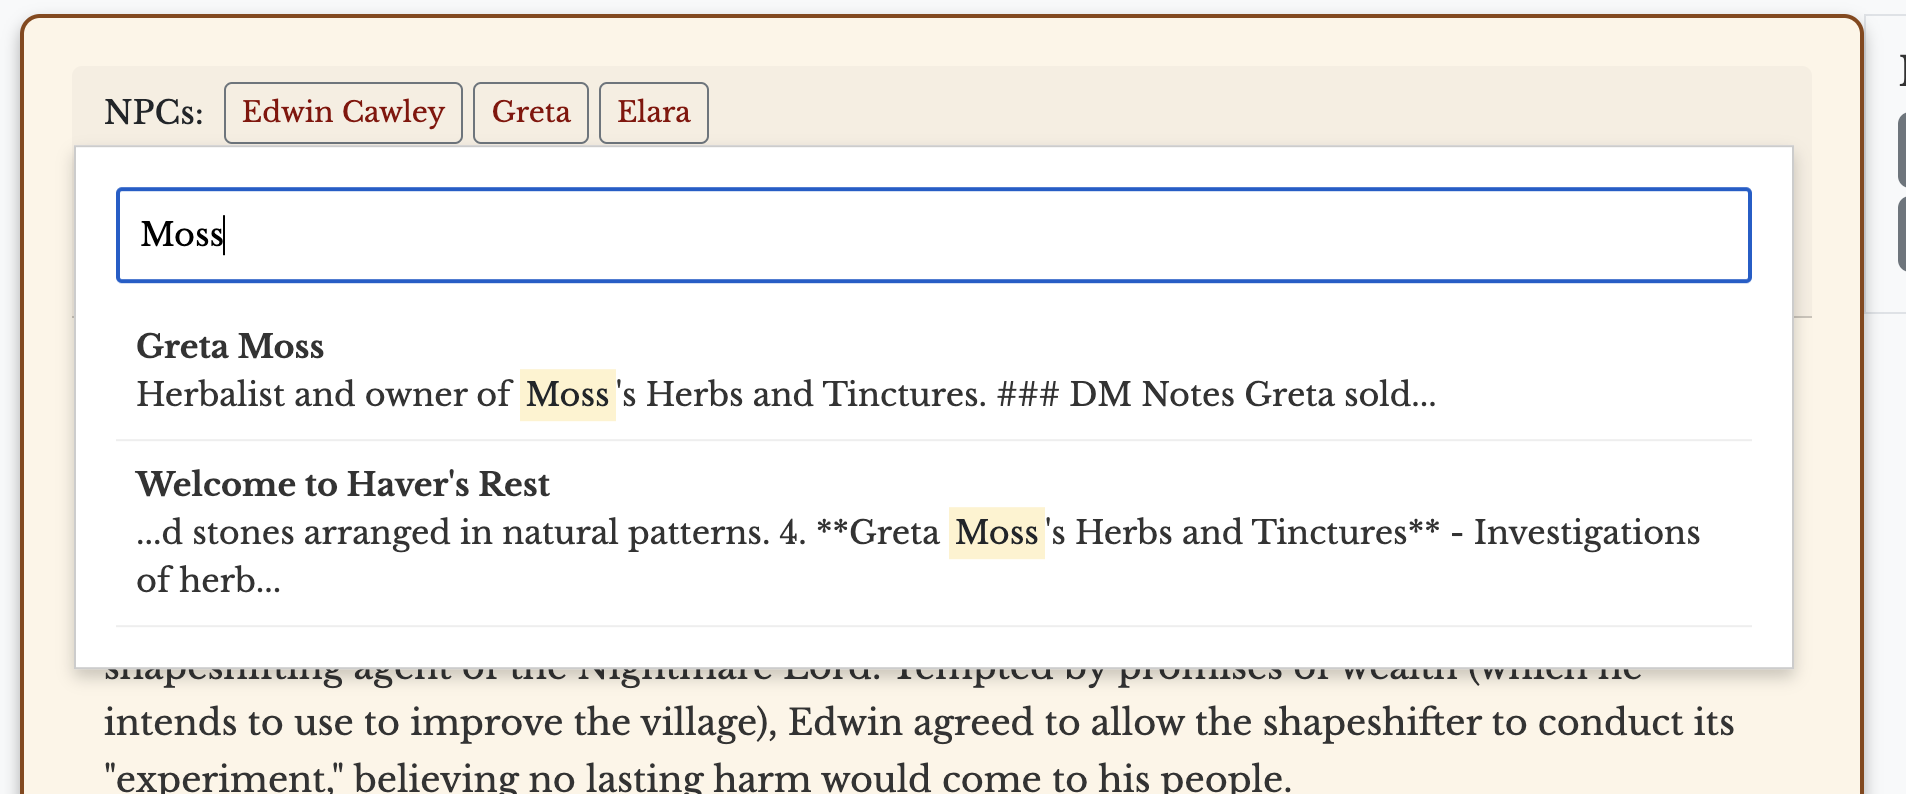 NPCs: Edwin Cawley Greta Elara
Moss
Greta Moss
Herbalist and owner of Moss's Herbs and Tinctures. ### DM Notes Greta sold...
Welcome to Haver's Rest
...d stones arranged in natural patterns. 4. **Greta Moss's Herbs and Tinctures** - Investigations
of herb...
shapeshifting agent of the Nightmare Lord. Tempted by promises of wealth (which he
intends to use to improve the village), Edwin agreed to allow the shapeshifter to conduct its
"experiment," believing no lasting harm would come to his people.